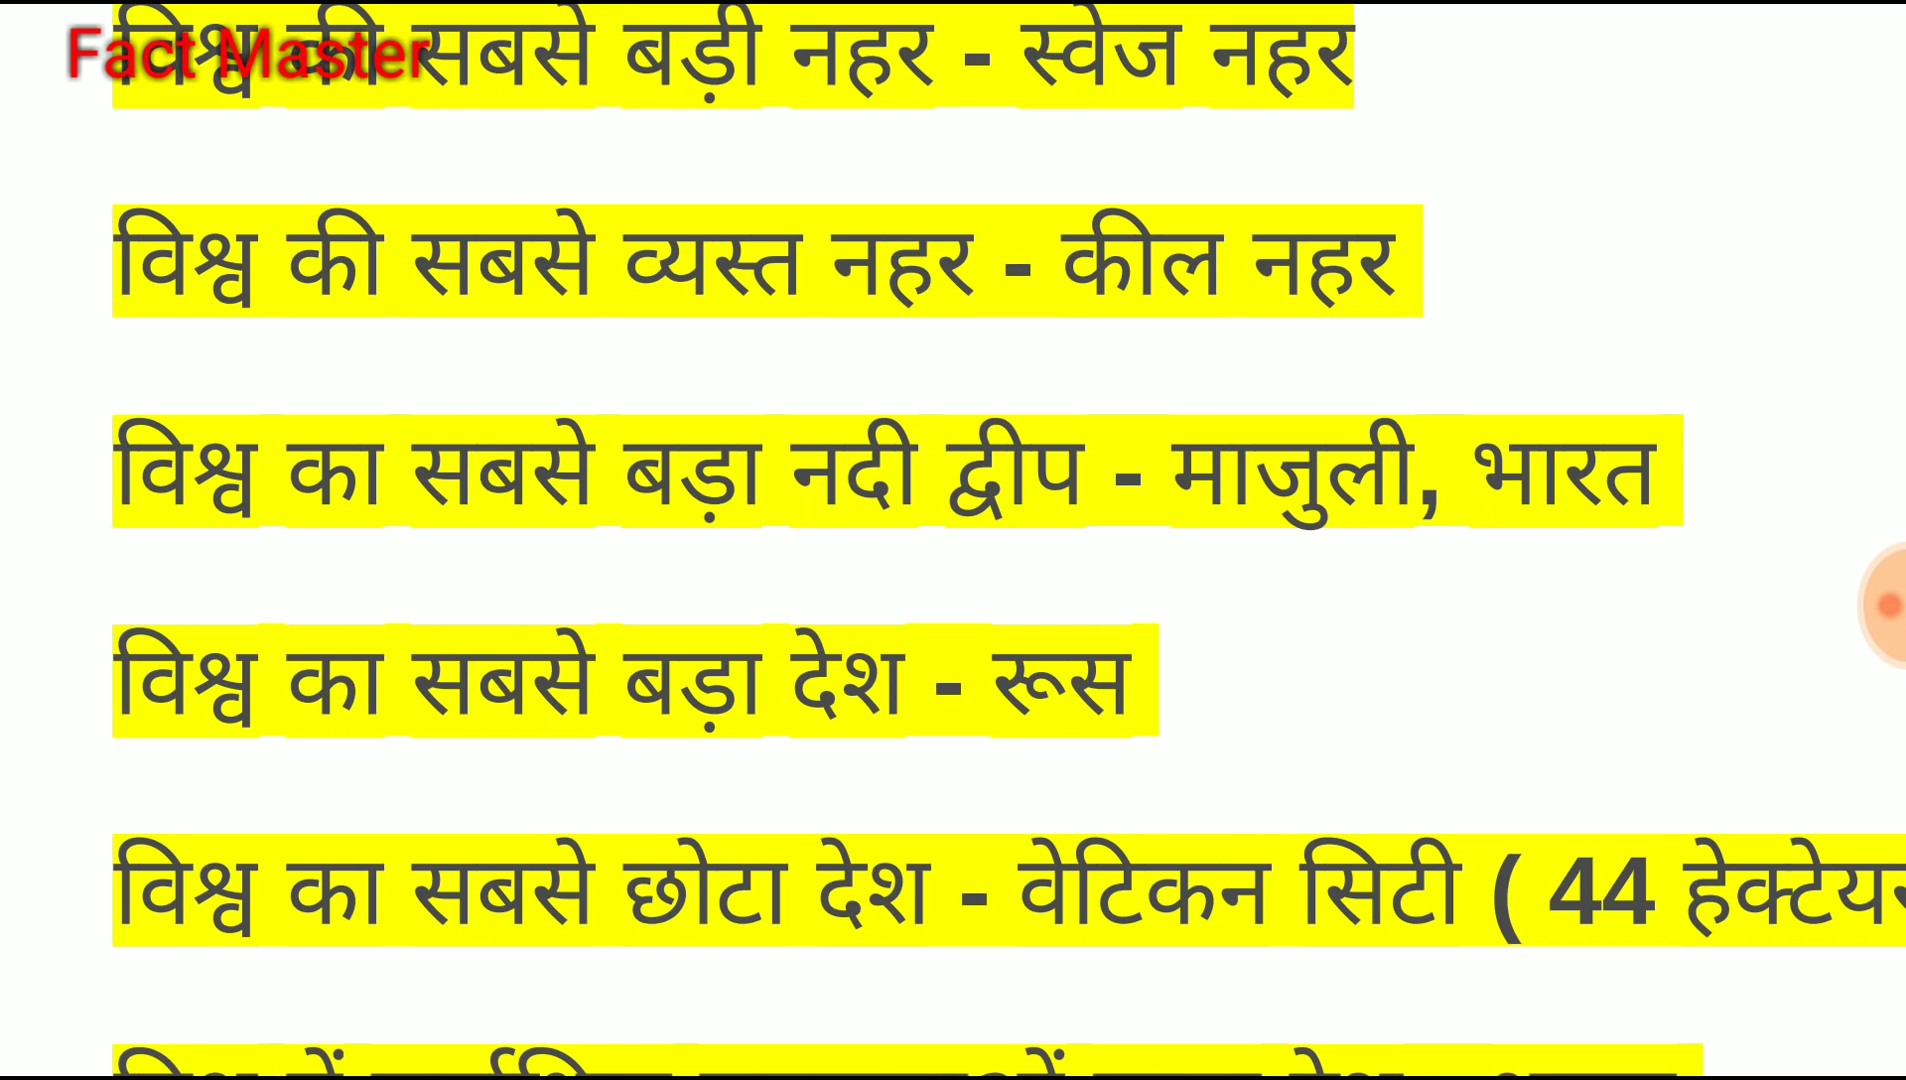 Fact Master
विश्व की सबसे बड़ी नहर - स्वेज नहर
विश्व की सबसे व्यस्त नहर - कील नहर
विश्व का सबसे बड़ा नदी द्वीप - माजुली, भारत
विश्व का सबसे बड़ा देश - रूस
विश्व का सबसे छोटा देश - वेटिकन सिटी ( 44